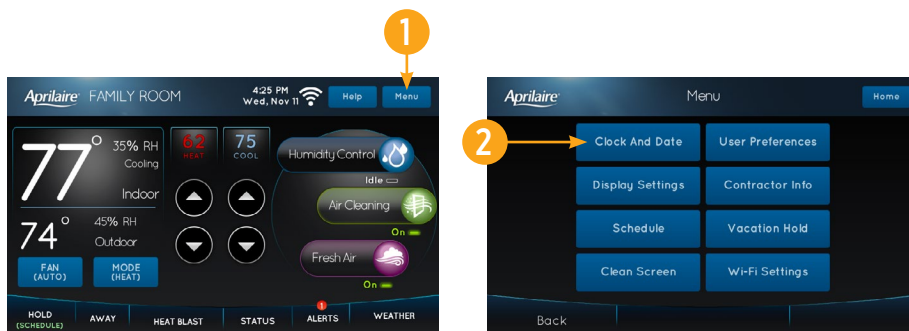 1
Aprilaire FAMILY ROOM
4:25 PM
Wed, Nov 11
Help
Menu
77°
35% RH
Cooling
Indoor
74°
45% RH
Outdoor
FAN
(AUTO)
MODE
(HEAT)
62
HEAT
75
COOL
Humidity Control
Idle
Air Cleaning
On
Fresh Air
On
HOLD
(SCHEDULE)
AWAY
HEAT BLAST
STATUS
1
ALERTS
WEATHER
Aprilaire
Menu
Home
2
Clock And Date
User Preferences
Display Settings
Contractor Info
Schedule
Vacation Hold
Clean Screen
Wi-Fi Settings
Back